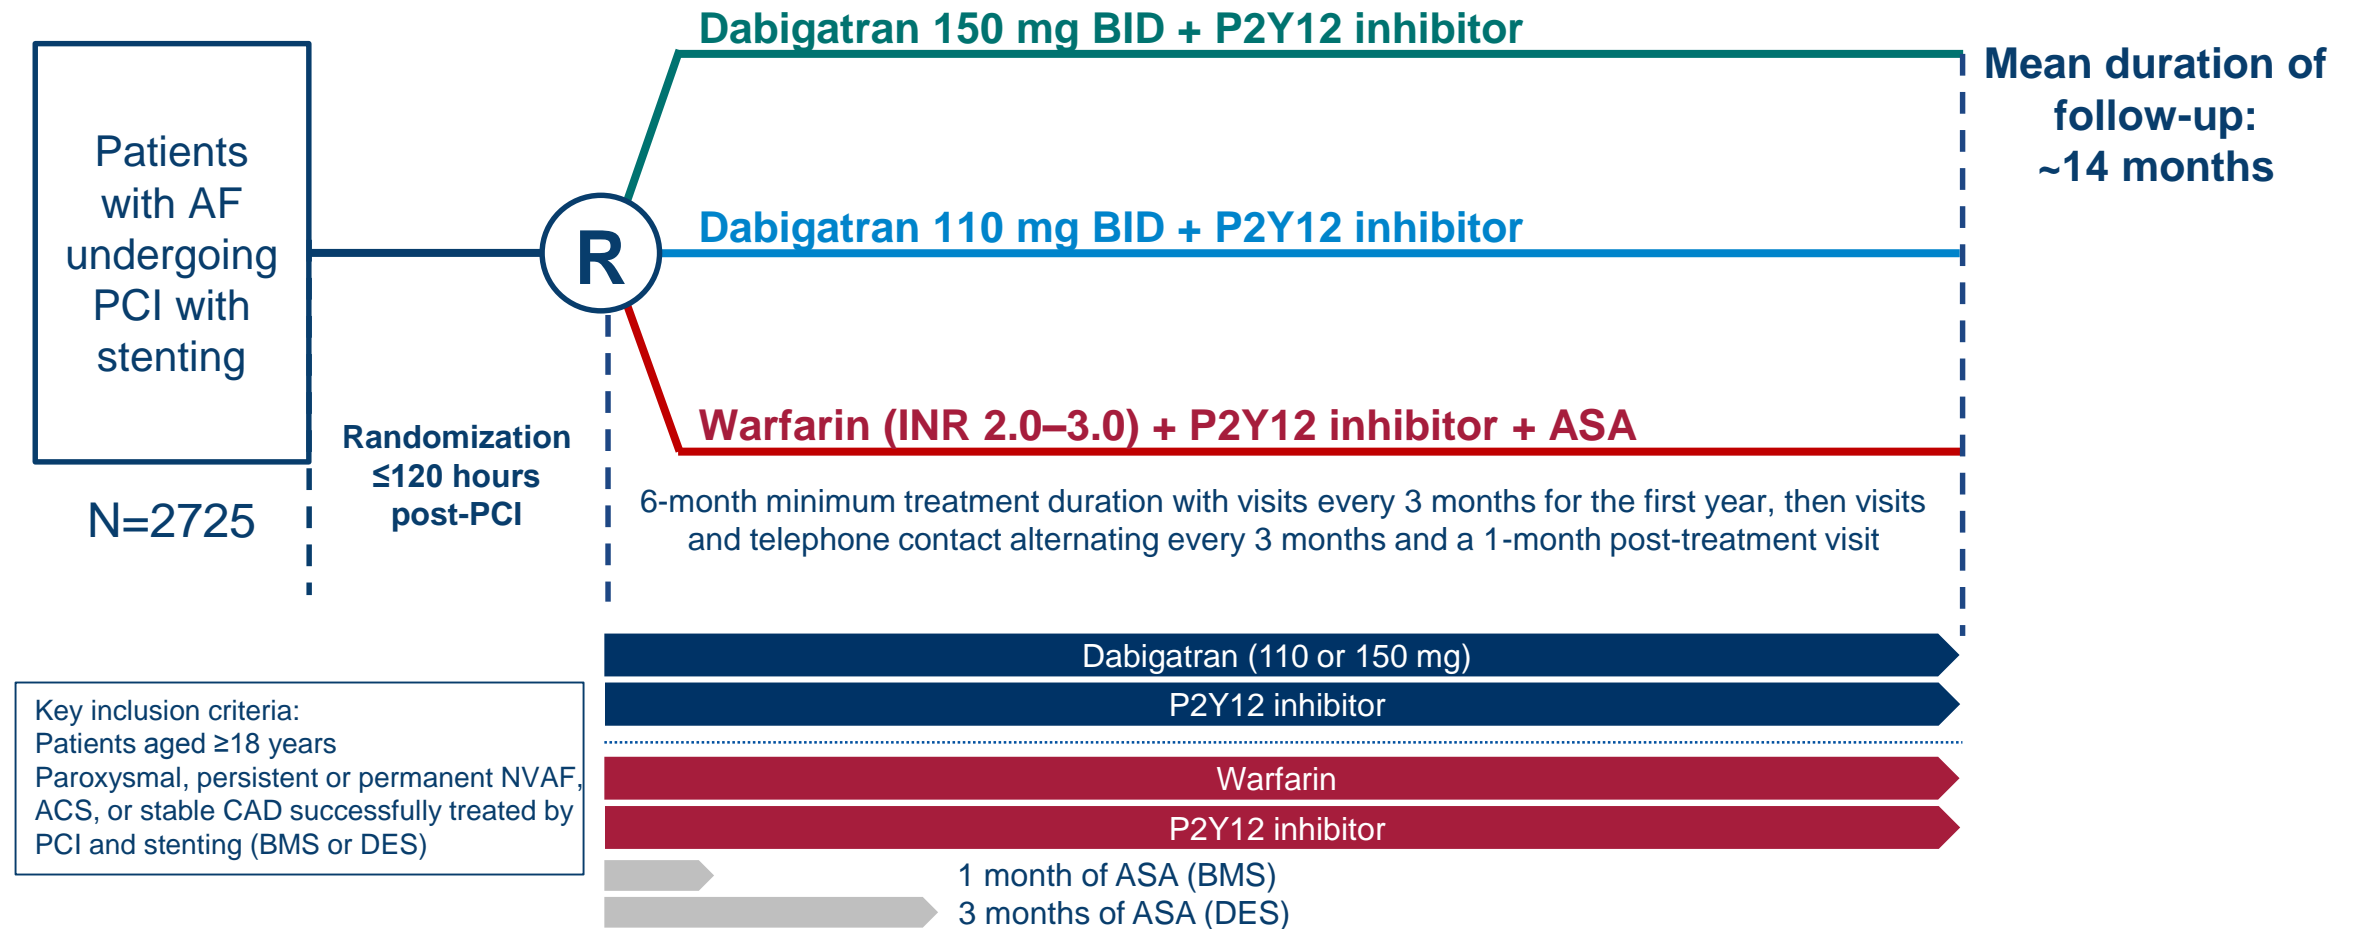 Dabigatran 150 mg BID + P2Y12 inhibitor
Mean duration of
follow-up:
~14 months
Patients
with AF
undergoing
PCI with
stenting
R
Dabigatran 110 mg BID + P2Y12 inhibitor
Warfarin (INR 2.0–3.0) + P2Y12 inhibitor + ASA
N=2725
Randomization
≤120 hours
post-PCI
6-month minimum treatment duration with visits every 3 months for the first year, then visits
and telephone contact alternating every 3 months and a 1-month post-treatment visit
Dabigatran (110 or 150 mg)
P2Y12 inhibitor
Key inclusion criteria:
Patients aged ≥18 years
Paroxysmal, persistent or permanent NVAF,
ACS, or stable CAD successfully treated by
PCI and stenting (BMS or DES)
Warfarin
P2Y12 inhibitor
1 month of ASA (BMS)
3 months of ASA (DES)